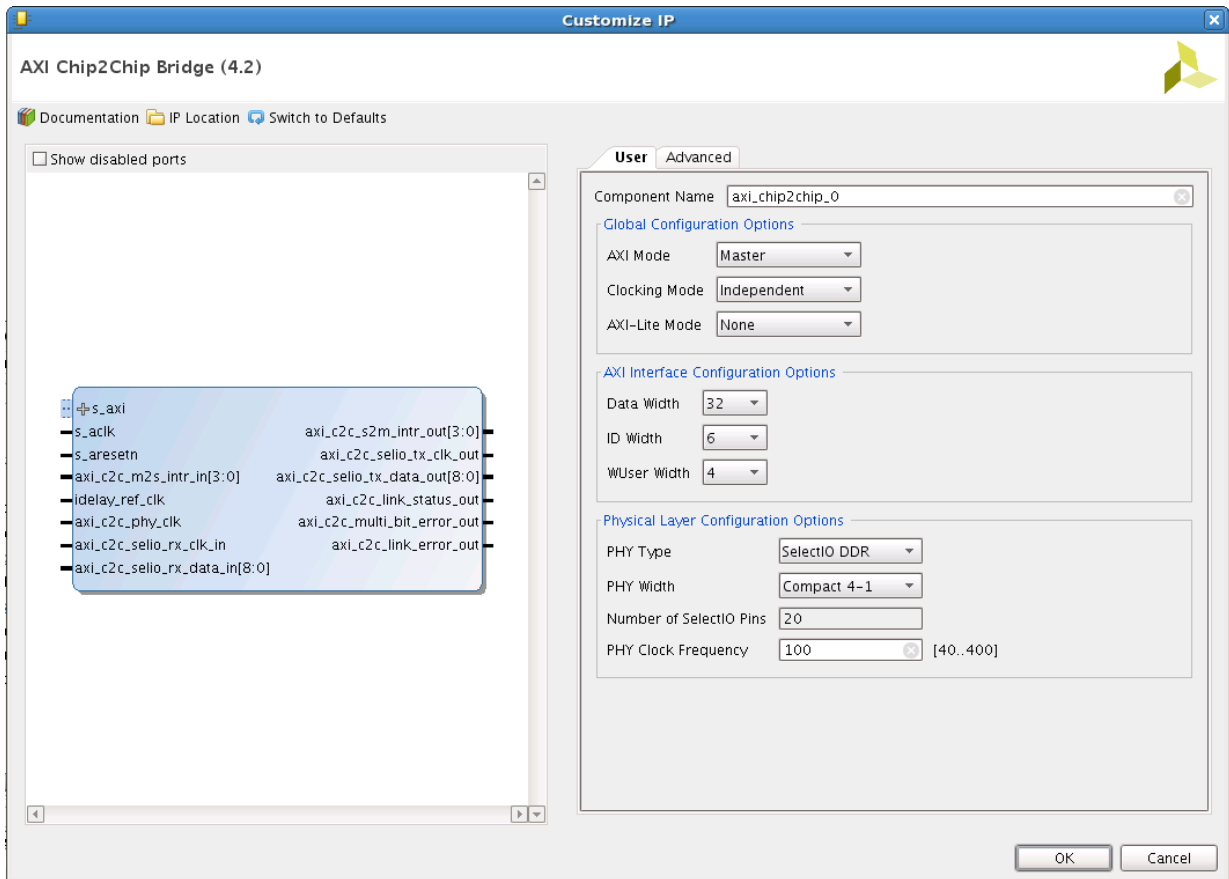 Customize IP
AXI Chip2Chip Bridge (4.2)
Documentation IP Location Switch to Defaults
Show disabled ports
s_axi
s_aclk
s_aresetn
axi_c2c_m2s_intr_in[3:0]
idelay_ref_clk
axi_c2c_phy_clk
axi_c2c_selio_rx_clk_in
axi_c2c_selio_rx_data_in[8:0]
axi_c2c_s2m_intr_out[3:0]
axi_c2c_selio_tx_clk_out
axi_c2c_selio_tx_data_out[8:0]
axi_c2c_link_status_out
axi_c2c_multi_bit_error_out
axi_c2c_link_error_out
User Advanced
Component Name axi_chip2chip_0
Global Configuration Options
AXI Mode Master
Clocking Mode Independent
AXI-Lite Mode None
AXI Interface Configuration Options
Data Width 32
ID Width 6
WUser Width 4
Physical Layer Configuration Options
PHY Type SelectIO DDR
PHY Width Compact 4-1
Number of SelectIO Pins 20
PHY Clock Frequency 100 [40..400]
OK Cancel